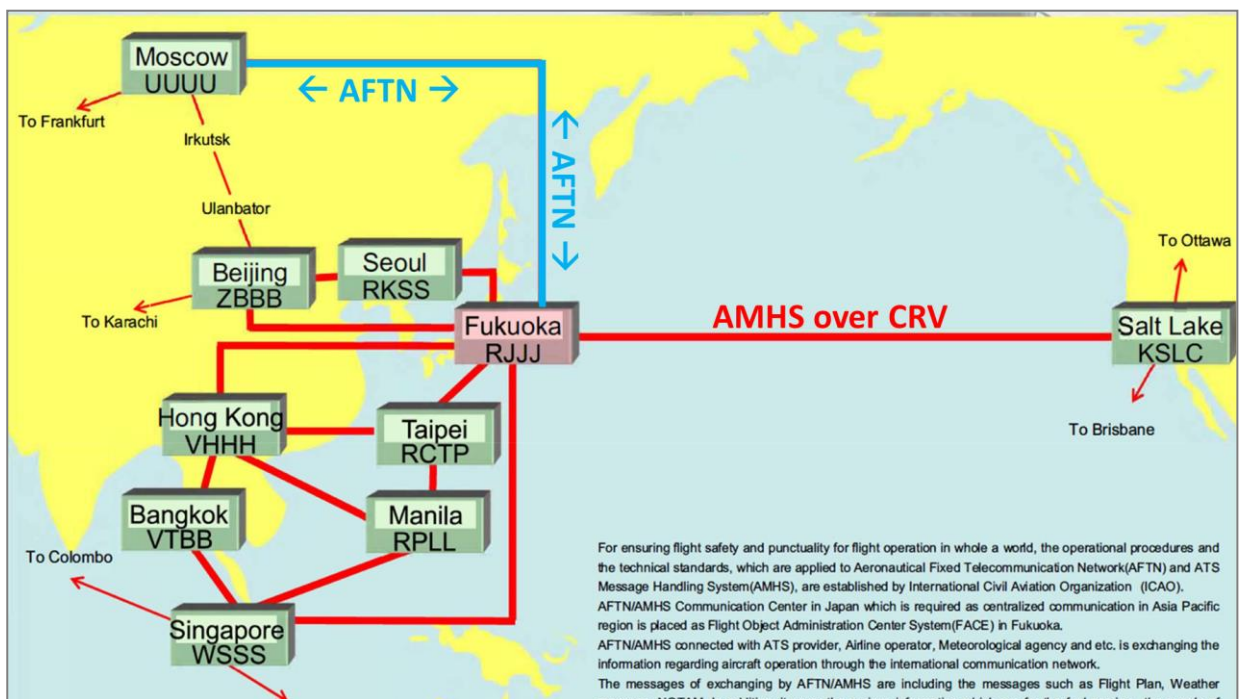 Moscow
UUUU
← AFTN →
To Frankfurt
Irkutsk
← AFTN →
Ulanbator
To Ottawa
Beijing
ZBBB
Seoul
RKSS
To Karachi
Fukuoka
RJJJ
AMHS over CRV
Salt Lake
KSLC
Hong Kong
VHHH
Taipei
RCTP
To Brisbane
Bangkok
VTBB
Manila
RPLL
To Colombo
Singapore
WSSS
For ensuring flight safety and punctuality for flight operation in whole a world, the operational procedures and
the technical standards, which are applied to Aeronautical Fixed Telecommunication Network(AFTN) and ATS
Message Handling System(AMHS), are established by International Civil Aviation Organization (ICAO).
AFTN/AMHS Communication Center in Japan which is required as centralized communication in Asia Pacific
region is placed as Flight Object Administration Center System(FACE) in Fukuoka.
AFTN/AMHS connected with ATS provider, Airline operator, Meteorological agency and etc. is exchanging the
information regarding aircraft operation through the international communication network.
The messages of exchanging by AFTN/AMHS are including the messages such as Flight Plan, Weather